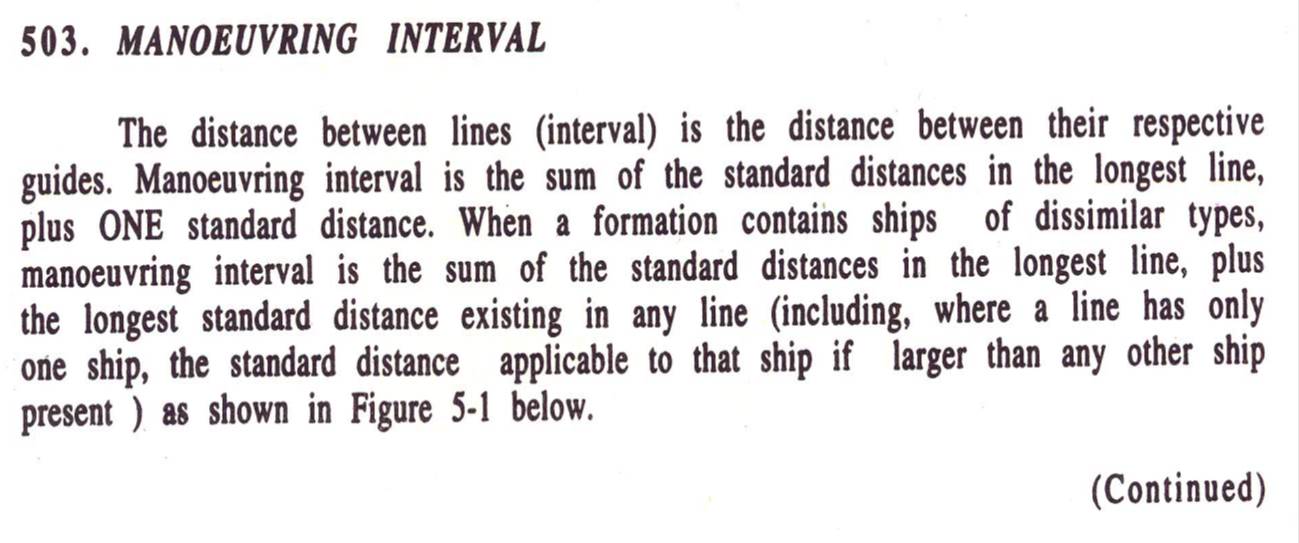 503. MANOEUVRING INTERVAL
The distance between lines (interval) is the distance between their respective
guides. Manoeuvring interval is the sum of the standard distances in the longest line,
plus ONE standard distance. When a formation contains ships of dissimilar types,
manoeuvring interval is the sum of the standard distances in the longest line, plus
the longest standard distance existing in any line (including, where a line has only
one ship, the standard distance applicable to that ship if larger than any other ship
present ) as shown in Figure 5-1 below.
(Continued)